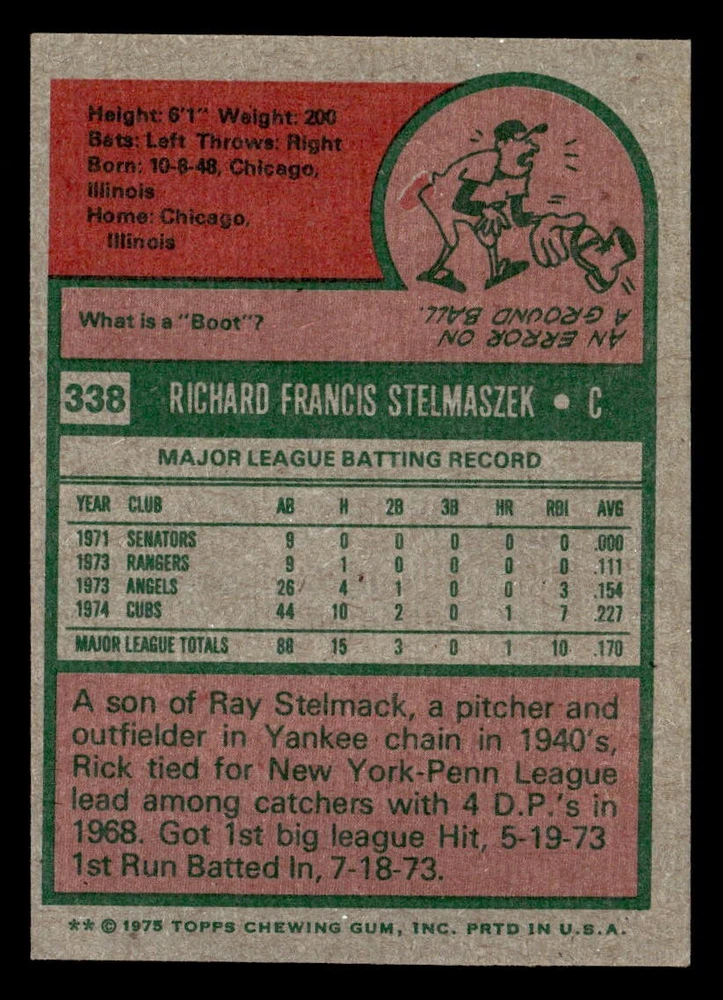 Height: 6'1" Weight: 200
Bats: Left Throws: Right
Born: 10-8-48, Chicago,
Illinois
Home: Chicago,
Illinois
What is a "Boot"?
AN ERROR ON
A GROUND BALL.
338 RICHARD FRANCIS STELMASZEK • C
MAJOR LEAGUE BATTING RECORD
YEAR CLUB AB H 2B 3B HR RBI AVG
1971 SENATORS 9 0 0 0 0 0 .000
1973 RANGERS 9 1 0 0 0 0 .111
1973 ANGELS 26 4 1 0 0 3 .154
1974 CUBS 44 10 2 0 1 7 .227
MAJOR LEAGUE TOTALS 88 15 3 0 1 10 .170
A son of Ray Stelmack, a pitcher and
outfielder in Yankee chain in 1940's,
Rick tied for New York-Penn League
lead among catchers with 4 D.P.'s in
1968. Got 1st big league Hit, 5-19-73
1st Run Batted In, 7-18-73.
** © 1975 TOPPS CHEWING GUM, INC. PRTD IN U.S.A.